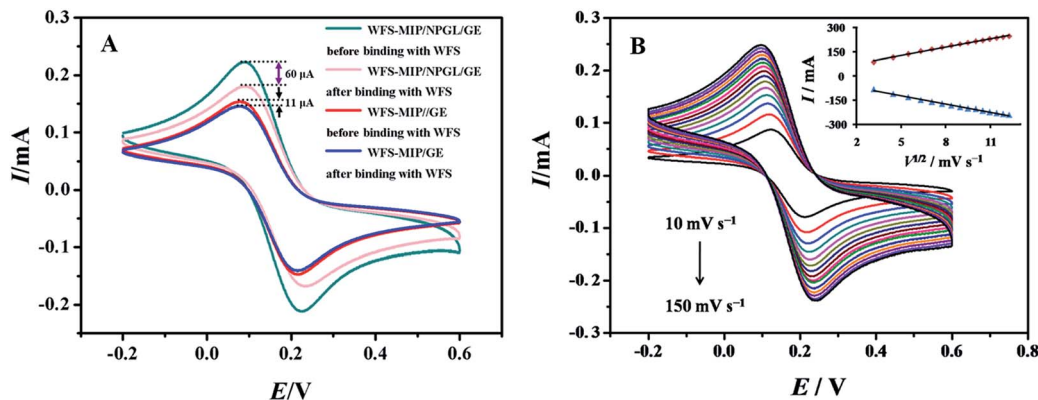 A
I/mA
0.3
0.2
0.1
0.0
-0.1
-0.2
-0.2
0.0
0.2
0.4
0.6
E/V
60 μA
11 μA
WFS-MIP/NPGL/GE
before binding with WFS
WFS-MIP/NPGL/GE
after binding with WFS
WFS-MIP//GE
before binding with WFS
WFS-MIP/GE
after binding with WFS
B
I/mA
0.3
0.2
0.1
0.0
-0.1
-0.2
-0.3
-0.2
0.0
0.2
0.4
0.6
0.8
E / V
10 mV s⁻¹
150 mV s⁻¹
I / mA
300
150
0
-150
-300
2
5
8
11
V1/2 / mV s⁻¹